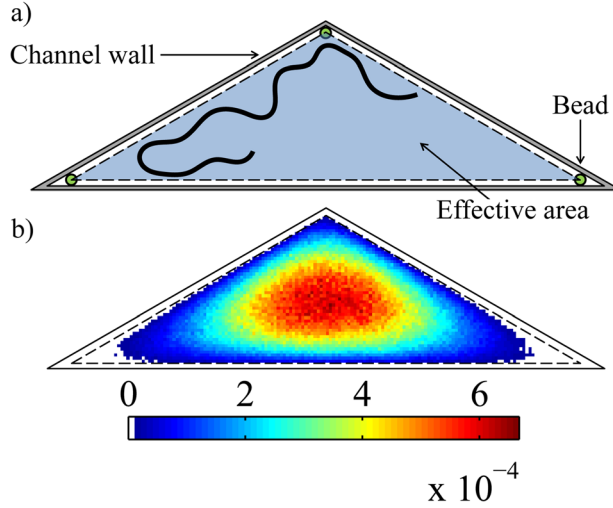 a)
Channel wall
Bead
Effective area
b)
0 2 4 6
x 10⁻⁴